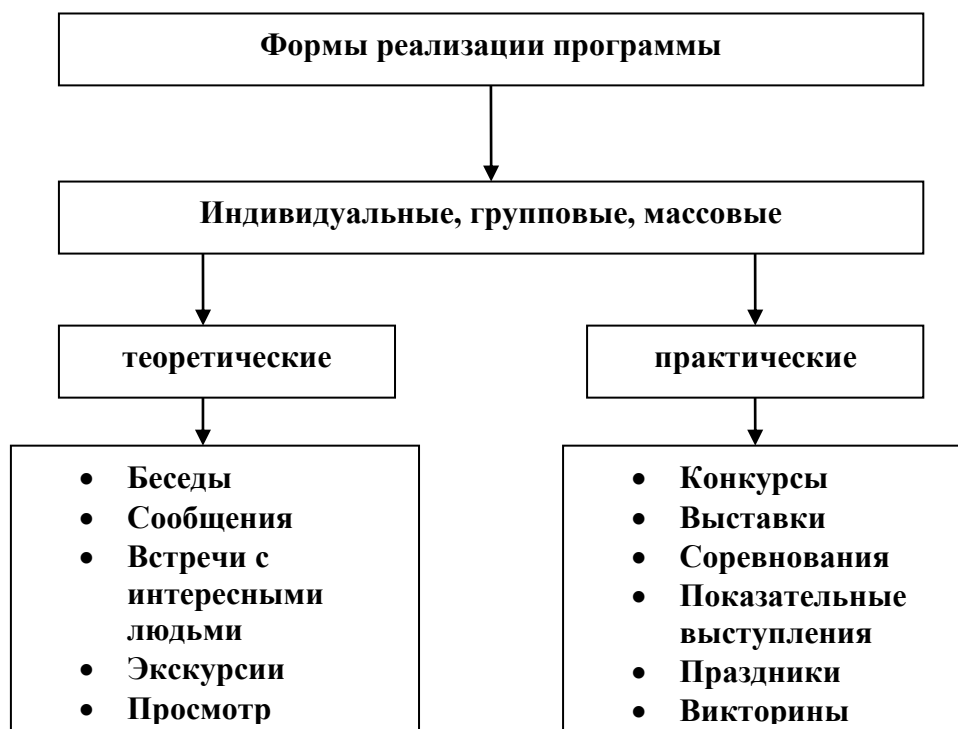 Формы реализации программы
Индивидуальные, групповые, массовые
теоретические
практические
• Беседы
• Сообщения
• Встречи с
интересными
людьми
• Экскурсии
• Просмотр
• Конкурсы
• Выставки
• Соревнования
• Показательные
выступления
• Праздники
• Викторины